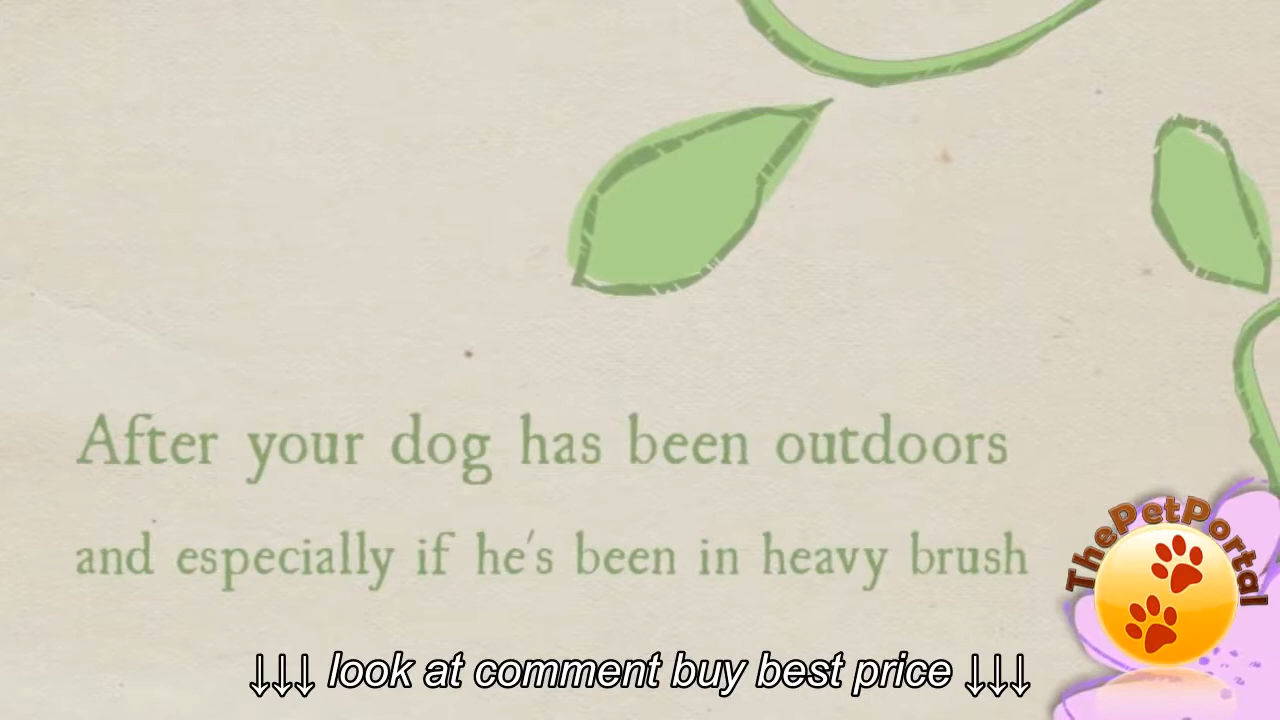 After your dog has been outdoors
and especially if he's been in heavy brush
ThePetPortal
↓↓↓ look at comment buy best price ↓↓↓